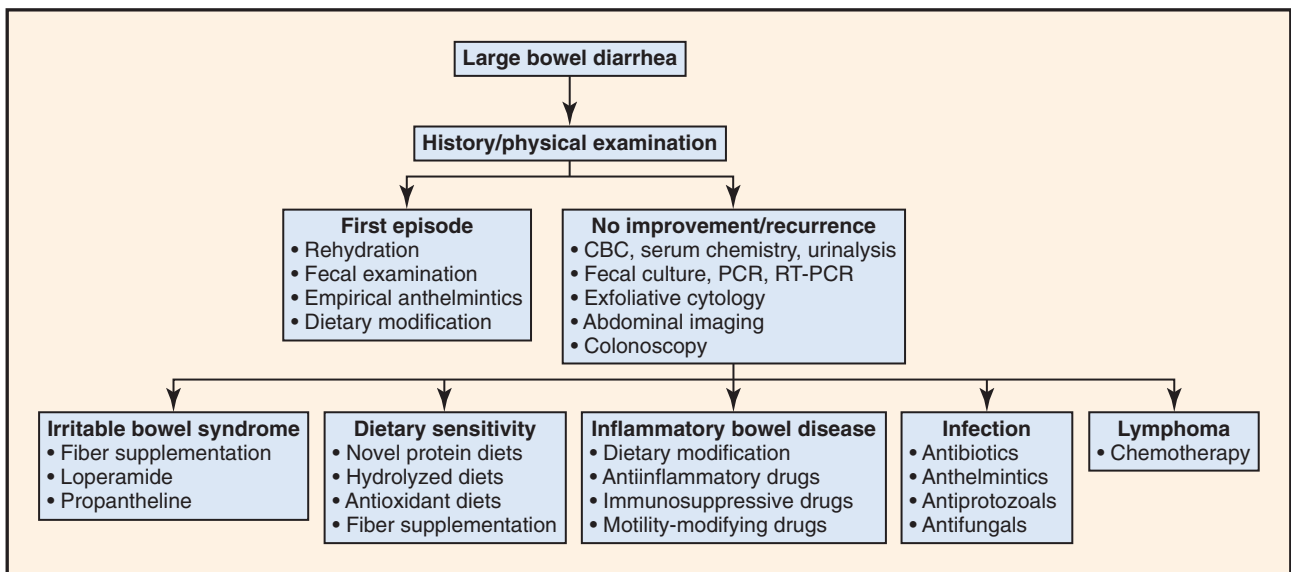 Large bowel diarrhea
History/physical examination
First episode
• Rehydration
• Fecal examination
• Empirical anthelmintics
• Dietary modification
No improvement/recurrence
• CBC, serum chemistry, urinalysis
• Fecal culture, PCR, RT-PCR
• Exfoliative cytology
• Abdominal imaging
• Colonoscopy
Irritable bowel syndrome
• Fiber supplementation
• Loperamide
• Propantheline
Dietary sensitivity
• Novel protein diets
• Hydrolyzed diets
• Antioxidant diets
• Fiber supplementation
Inflammatory bowel disease
• Dietary modification
• Antiinflammatory drugs
• Immunosuppressive drugs
• Motility-modifying drugs
Infection
• Antibiotics
• Anthelmintics
• Antiprotozoals
• Antifungals
Lymphoma
• Chemotherapy